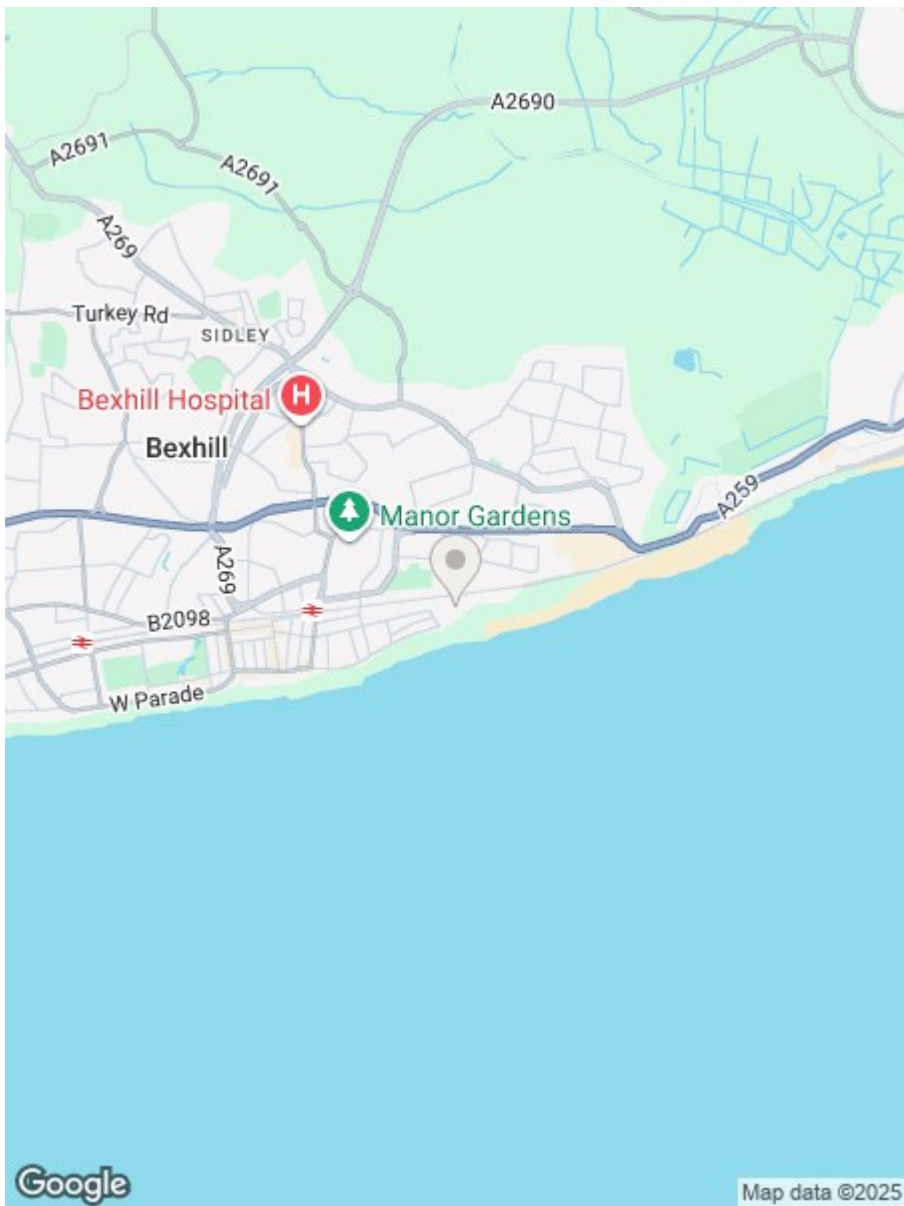 A2690
A2691
A2691
A269
Turkey Rd
SIDLEY
Bexhill Hospital
H
Bexhill
A259
Manor Gardens
A269
B2098
W Parade
Google
Map data ©2025